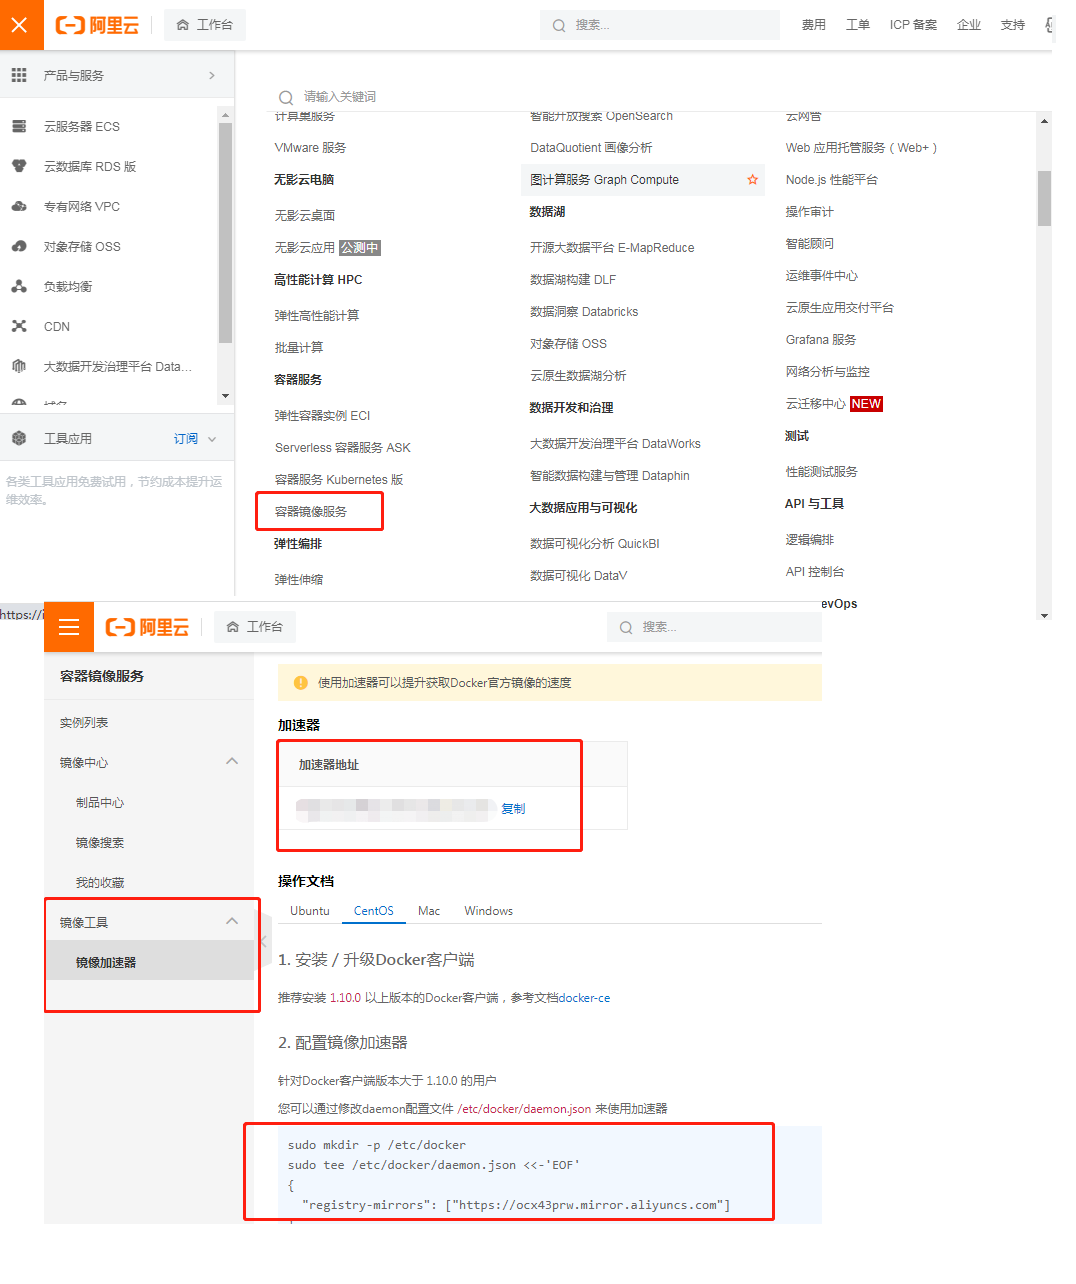 阿里云
工作台
搜索...
费用
工单
ICP 备案
企业
支持
产品与服务
云服务器 ECS
云数据库 RDS 版
专有网络 VPC
对象存储 OSS
负载均衡
CDN
大数据开发治理平台 Data...
域名
工具应用
订阅
各类工具应用免费试用，节约成本提升运
维效率。
请输入关键词
计算巢服务
VMware 服务
无影云电脑
无影云桌面
无影云应用 公测中
高性能计算 HPC
弹性高性能计算
批量计算
容器服务
弹性容器实例 ECI
Serverless 容器服务 ASK
容器服务 Kubernetes 版
容器镜像服务
弹性编排
弹性伸缩
智能开放搜索 OpenSearch
DataQuotient 画像分析
图计算服务 Graph Compute
数据湖
开源大数据平台 E-MapReduce
数据湖构建 DLF
数据洞察 Databricks
对象存储 OSS
云原生数据湖分析
数据开发和治理
大数据开发治理平台 DataWorks
智能数据构建与管理 Dataphin
大数据应用与可视化
数据可视化分析 QuickBI
数据可视化 DataV
云网管
Web 应用托管服务（Web+）
Node.js 性能平台
操作审计
智能顾问
运维事件中心
云原生应用交付平台
Grafana 服务
网络分析与监控
云迁移中心 NEW
测试
性能测试服务
API 与工具
逻辑编排
API 控制台
evOps
https://i
阿里云
工作台
搜索...
容器镜像服务
实例列表
镜像中心
制品中心
镜像搜索
我的收藏
镜像工具
镜像加速器
使用加速器可以提升获取Docker官方镜像的速度
加速器
加速器地址
复制
操作文档
Ubuntu
CentOS
Mac
Windows
1. 安装 / 升级Docker客户端
推荐安装 1.10.0 以上版本的Docker客户端，参考文档docker-ce
2. 配置镜像加速器
针对Docker客户端版本大于 1.10.0 的用户
您可以通过修改daemon配置文件 /etc/docker/daemon.json 来使用加速器
sudo mkdir -p /etc/docker
sudo tee /etc/docker/daemon.json <<-'EOF'
{
"registry-mirrors": ["https://ocx43prw.mirror.aliyuncs.com"]